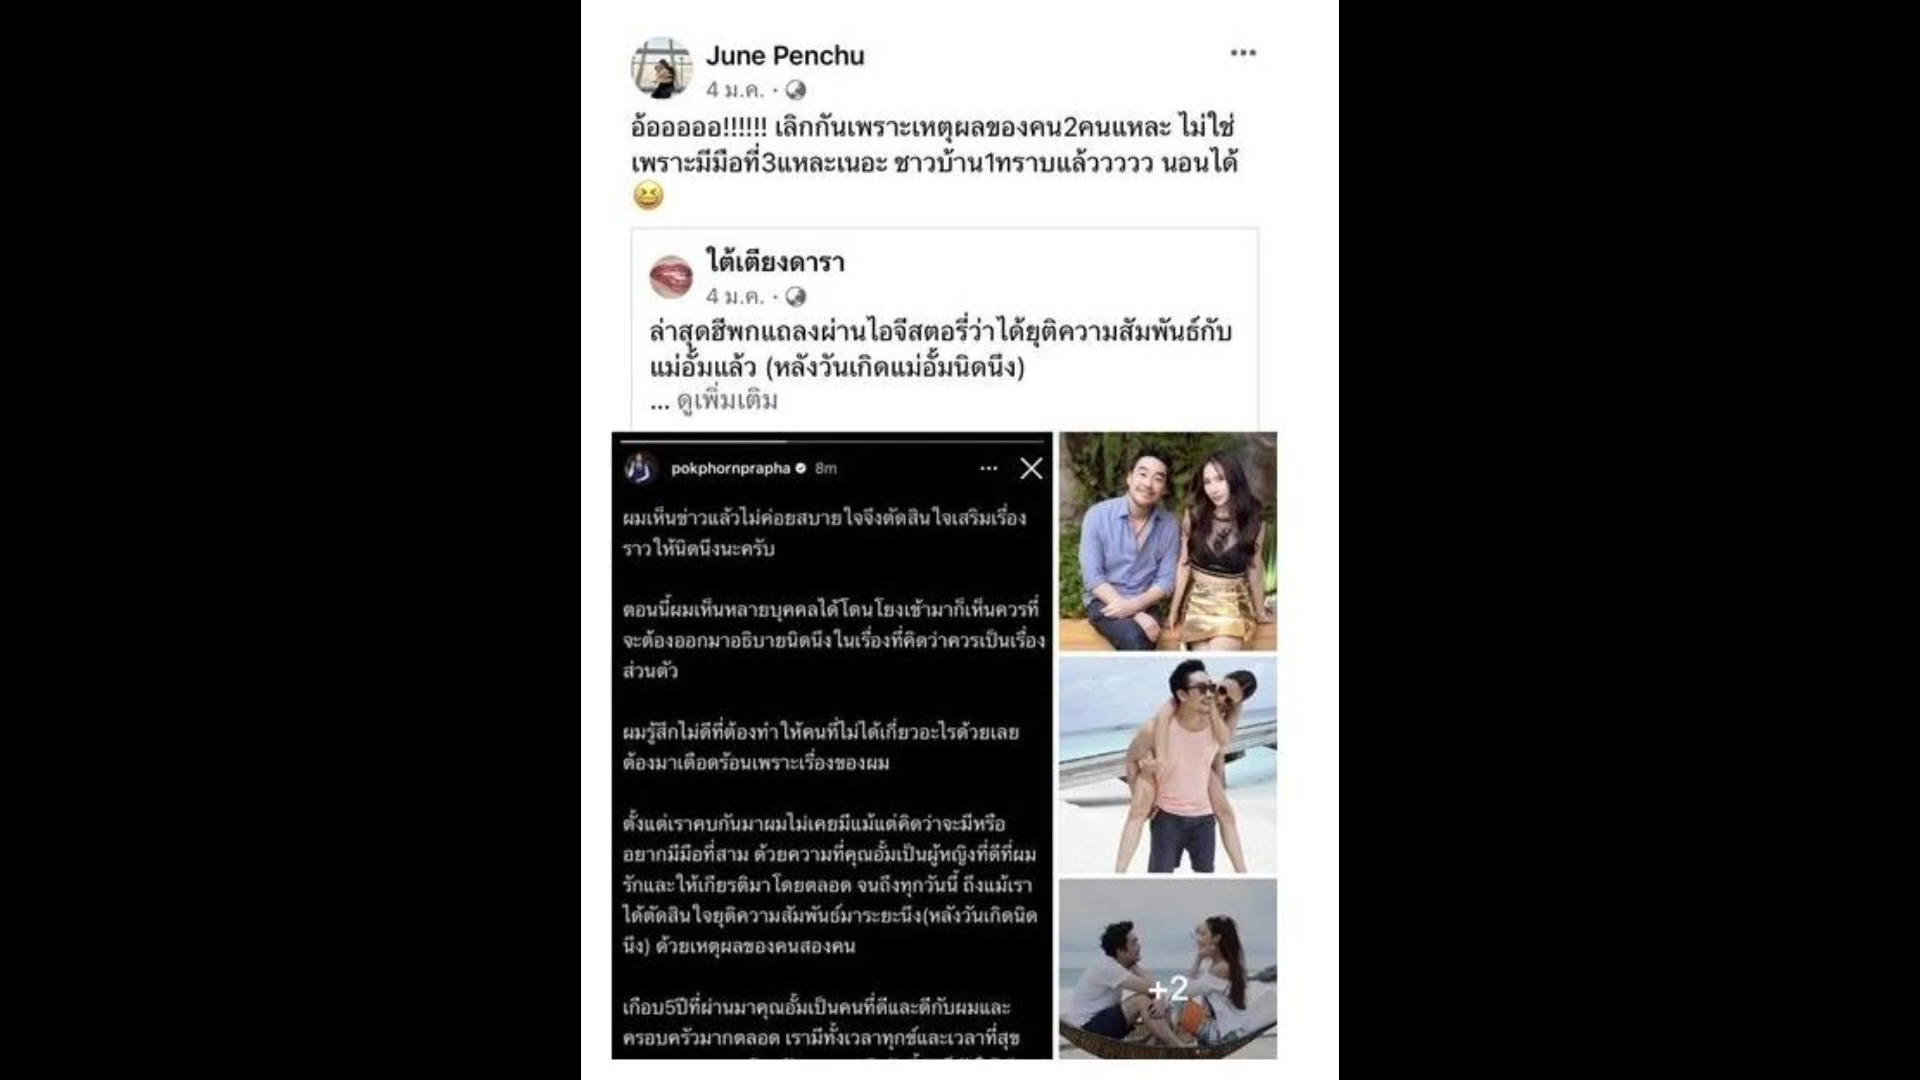 June Penchu
4 ม.ค. ·
อ้อออออ!!!!!! เลิกกันเพราะเหตุผลของคน2คนแหละ ไม่ใช่
เพราะมีมือที่3แหละเนอะ ชาวบ้าน1ทราบแล้วววววว นอนได้
😆
ใต้เตียงดารา
4 ม.ค. ·
ล่าสุดฮีพกแถลงผ่านไอจีสตอรี่ว่าได้ยุติความสัมพันธ์กับ
แม่อั้มแล้ว (หลังวันเกิดแม่อั้มนิดนึง)
... ดูเพิ่มเติม
pokphornprapha 8m
ผมเห็นข่าวแล้วไม่ค่อยสบายใจจึงตัดสินใจเสริมเรื่อง
ราวให้นิดนึงนะครับ
ตอนนี้ผมเห็นหลายบุคคลได้โดนโยงเข้ามาก็เห็นควรที่
จะต้องออกมาอธิบายนิดนึงในเรื่องที่คิดว่าควรเป็นเรื่อง
ส่วนตัว
ผมรู้สึกไม่ดีที่ต้องทำให้คนที่ไม่ได้เกี่ยวอะไรด้วยเลย
ต้องมาเดือดร้อนเพราะเรื่องของผม
ตั้งแต่เราคบกันมาผมไม่เคยมีแม้แต่คิดว่าจะมีหรือ
อยากมีมือที่สาม ด้วยความที่คุณอั้มเป็นผู้หญิงที่ดีที่ผม
รักและให้เกียรติมาโดยตลอด จนถึงทุกวันนี้ ถึงแม้เรา
ได้ตัดสินใจยุติความสัมพันธ์มาระยะนึง(หลังวันเกิดนิด
นึง) ด้วยเหตุผลของคนสองคน
เกือบ5ปีที่ผ่านมาคุณอั้มเป็นคนที่ดีและดีกับผมและ
ครอบครัวมากตลอด เรามีทั้งเวลาทุกข์และเวลาที่สุข
+2